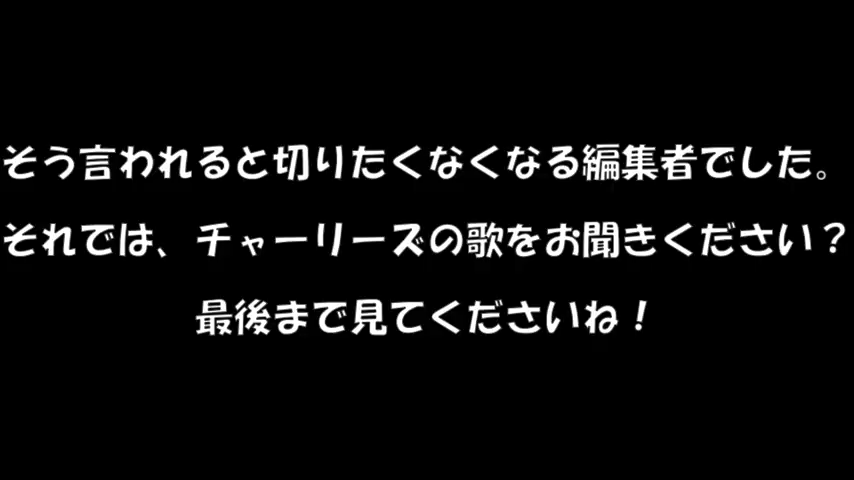 そう言われると切りたくなくなる編集者でした。
それでは、チャーリーズの歌をお聞きください？
最後まで見てくださいね！